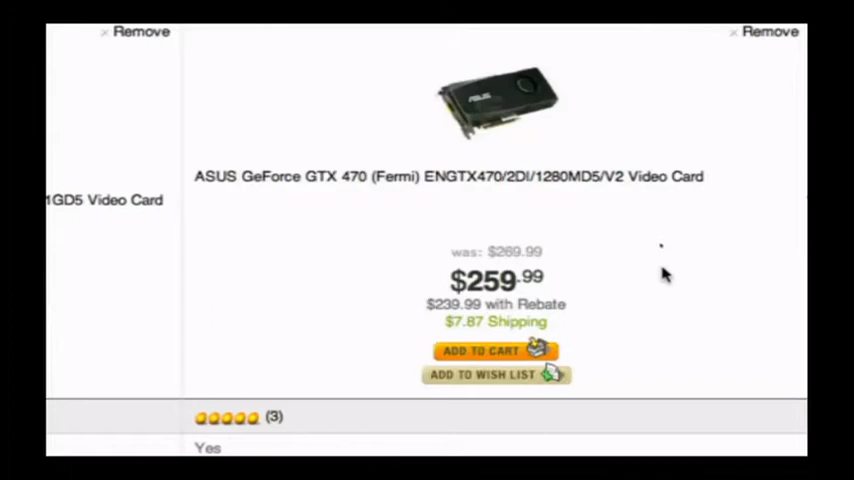 × Remove
× Remove
ASUS
ASUS GeForce GTX 470 (Fermi) ENGTX470/2DI/1280MD5/V2 Video Card
1GD5 Video Card
was: $269.99
$259.99
$239.99 with Rebate
$7.87 Shipping
ADD TO CART
ADD TO WISH LIST
(3)
Yes